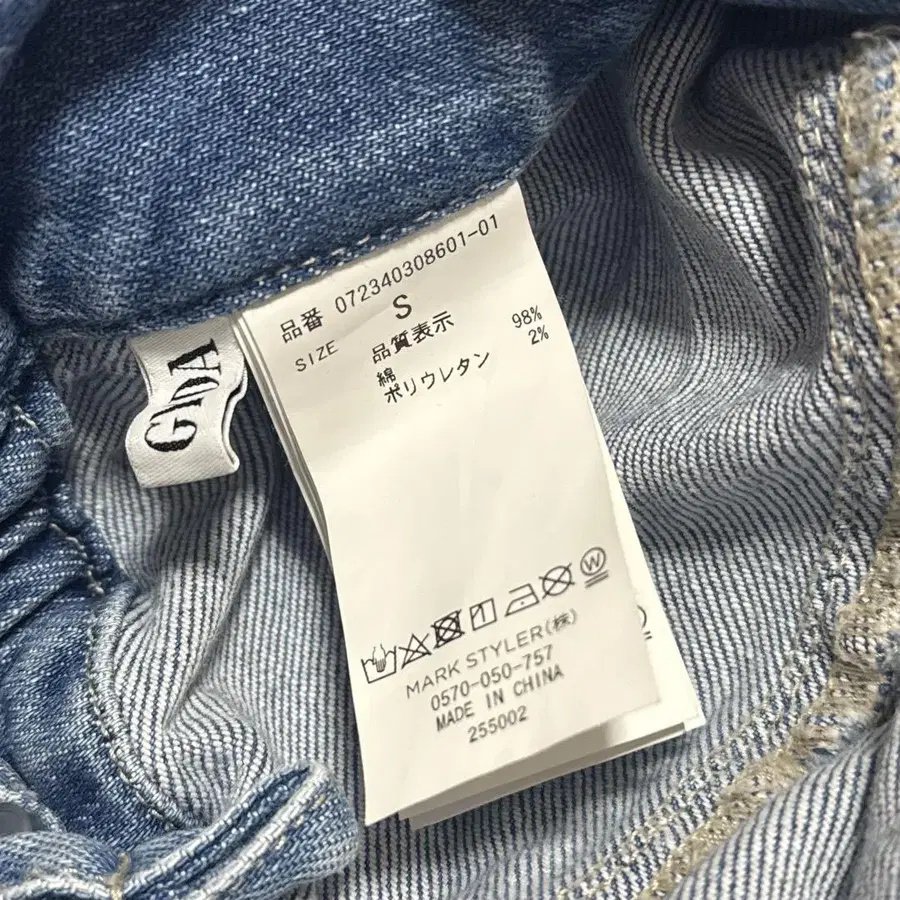 GYDA
品番 072340308601-01
SIZE S
品質表示
綿 98%
ポリウレタン 2%
MARK STYLER(株)
0570-050-757
MADE IN CHINA
255002